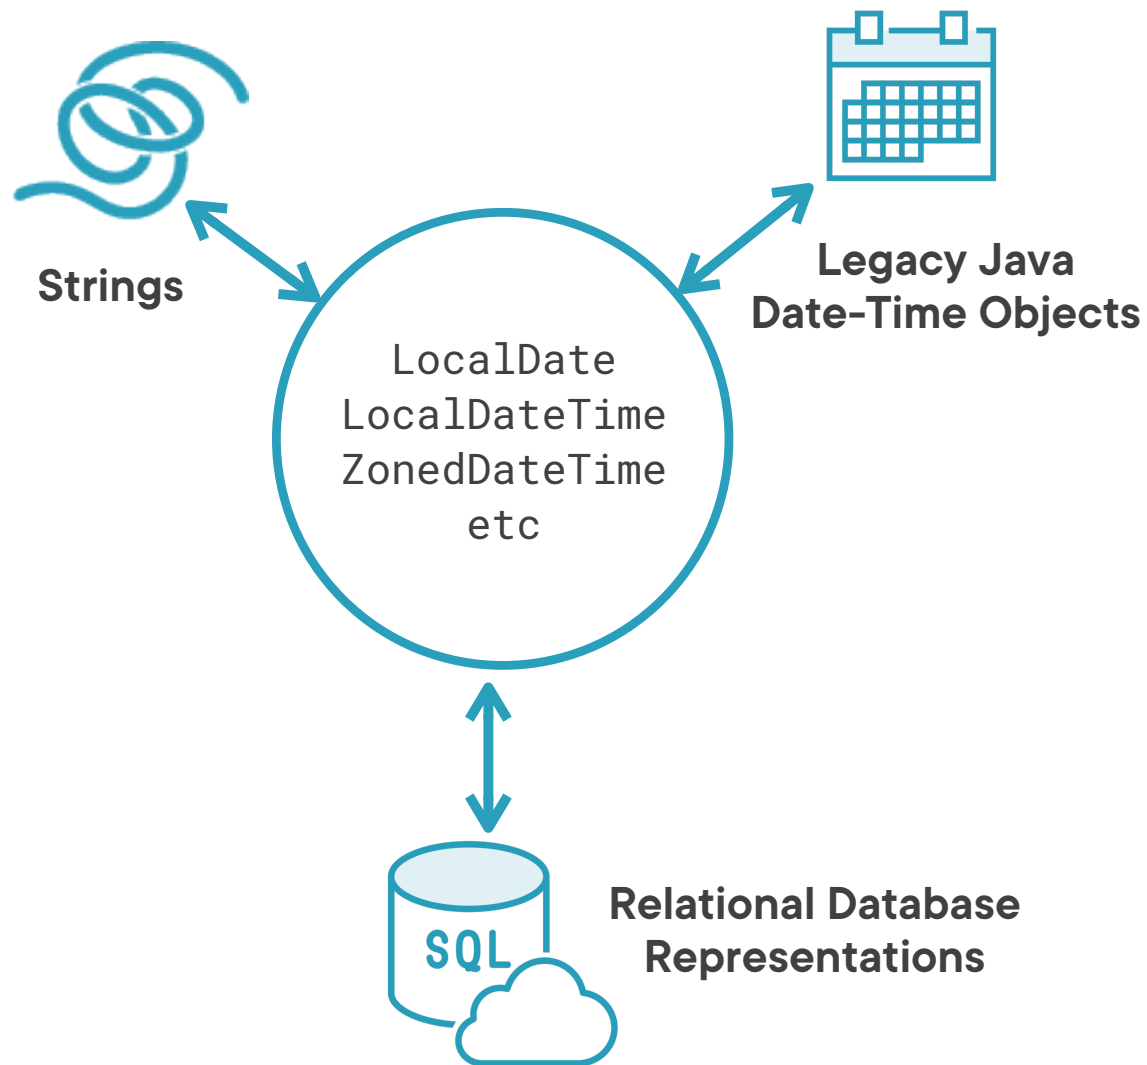 Strings
Legacy Java
Date-Time Objects
LocalDate
LocalDateTime
ZonedDateTime
etc
SQL
Relational Database
Representations